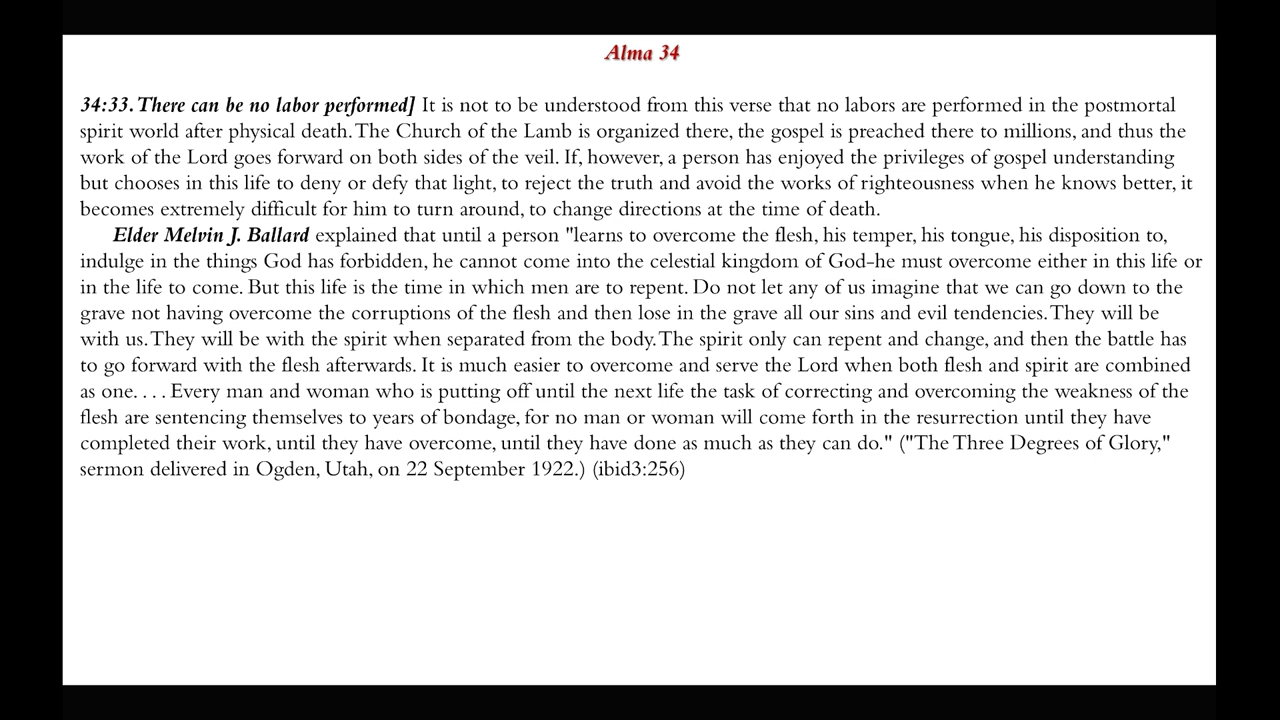 Alma 34
34:33. There can be no labor performed] It is not to be understood from this verse that no labors are performed in the postmortal
spirit world after physical death. The Church of the Lamb is organized there, the gospel is preached there to millions, and thus the
work of the Lord goes forward on both sides of the veil. If, however, a person has enjoyed the privileges of gospel understanding
but chooses in this life to deny or defy that light, to reject the truth and avoid the works of righteousness when he knows better, it
becomes extremely difficult for him to turn around, to change directions at the time of death.
Elder Melvin J. Ballard explained that until a person "learns to overcome the flesh, his temper, his tongue, his disposition to,
indulge in the things God has forbidden, he cannot come into the celestial kingdom of God-he must overcome either in this life or
in the life to come. But this life is the time in which men are to repent. Do not let any of us imagine that we can go down to the
grave not having overcome the corruptions of the flesh and then lose in the grave all our sins and evil tendencies. They will be
with us. They will be with the spirit when separated from the body. The spirit only can repent and change, and then the battle has
to go forward with the flesh afterwards. It is much easier to overcome and serve the Lord when both flesh and spirit are combined
as one. . . . Every man and woman who is putting off until the next life the task of correcting and overcoming the weakness of the
flesh are sentencing themselves to years of bondage, for no man or woman will come forth in the resurrection until they have
completed their work, until they have overcome, until they have done as much as they can do." ("The Three Degrees of Glory,"
sermon delivered in Ogden, Utah, on 22 September 1922.) (ibid3:256)